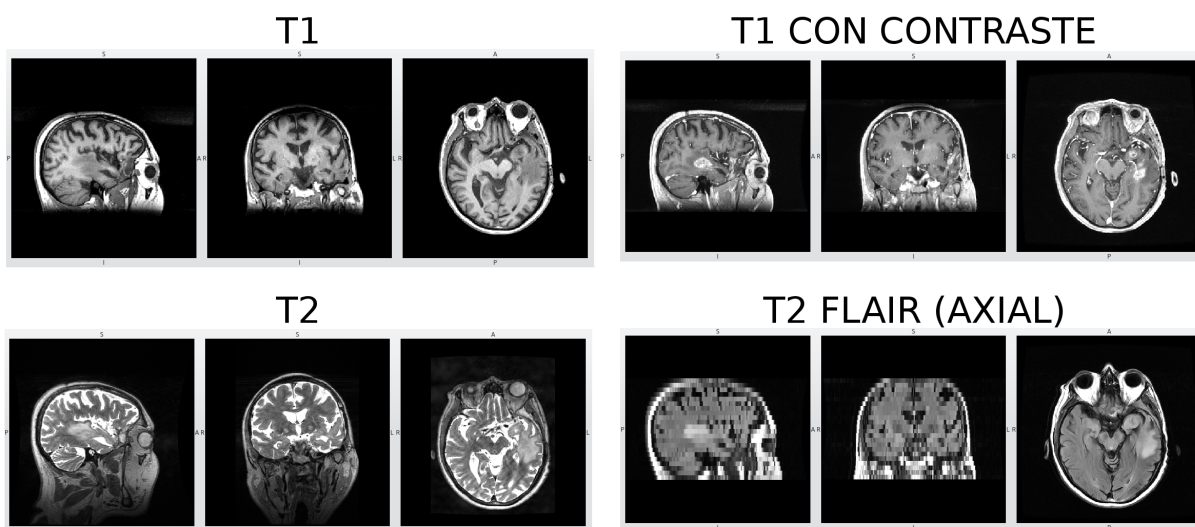 T1
S S A
P A R L R L
I I P
T1 CON CONTRASTE
S S A
P A R L R
I I P
T2
S S A
P A R L R L
T2 FLAIR (AXIAL)
S S A
P A R L R